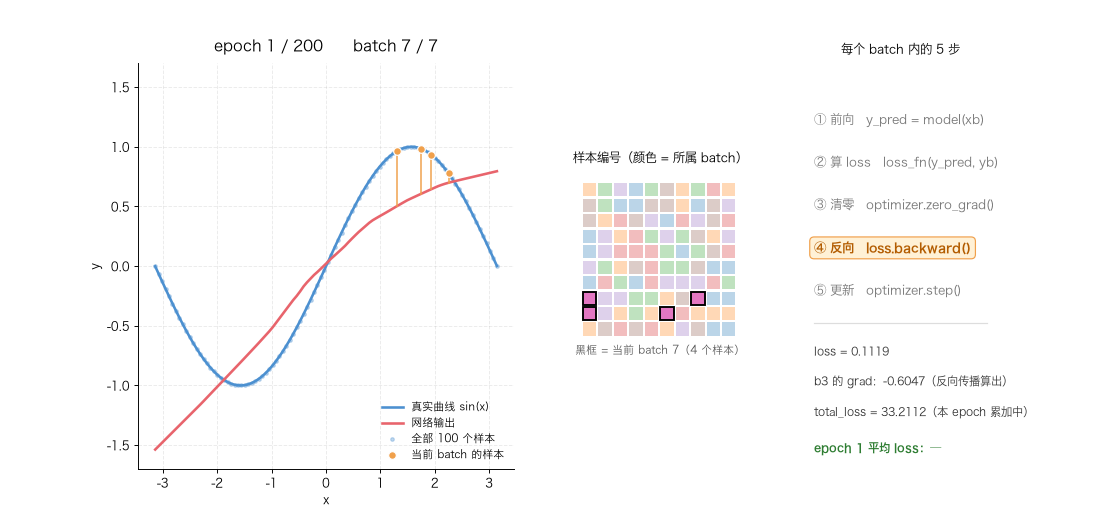 epoch 1 / 200 batch 7 / 7
1.5
1.0
0.5
0.0
-0.5
-1.0
-1.5
y
-3
-2
-1
0
1
2
3
x
真实曲线 sin(x)
网络输出
全部 100 个样本
当前 batch 的样本
样本编号（颜色 = 所属 batch）
黑框 = 当前 batch 7（4 个样本）
每个 batch 内的 5 步
① 前向 y_pred = model(xb)
② 算 loss loss_fn(y_pred, yb)
③ 清零 optimizer.zero_grad()
④ 反向 loss.backward()
⑤ 更新 optimizer.step()
loss = 0.1119
b3 的 grad: -0.6047（反向传播算出）
total_loss = 33.2112（本 epoch 累加中）
epoch 1 平均 loss: —